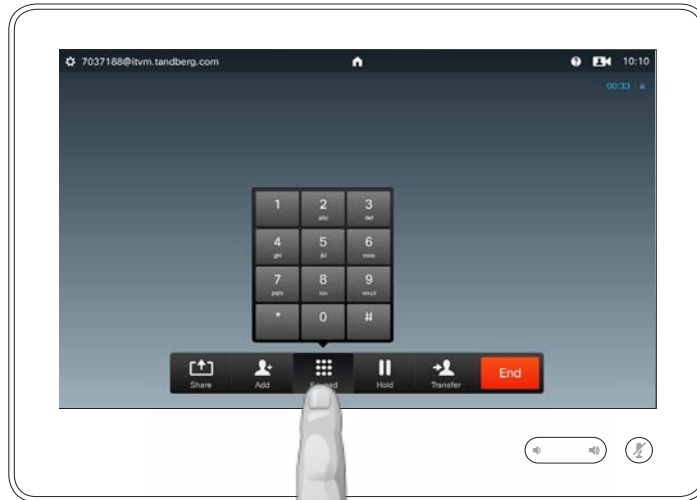 7037188@itvm.tandberg.com 10:10
00:33
1 2 3
abc def
4 5 6
ghi jkl mno
7 8 9
pqrs tuv wxyz
* 0 #
Share Add Keypad Hold Transfer End